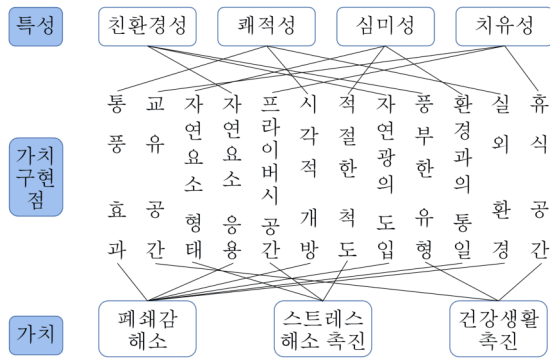 특성
친환경성
쾌적성
심미성
치유성
가치
구현
점
통풍 효과
교유 공간
자연요소 형태
자연요소 응용
프라이버시 공간
시각적 개방
적절한 척도
자연광의 도입
풍부한 유형
환경과의 통일
실외 환경
휴식 공간
가치
폐쇄감
해소
스트레스
해소 촉진
건강생활
촉진